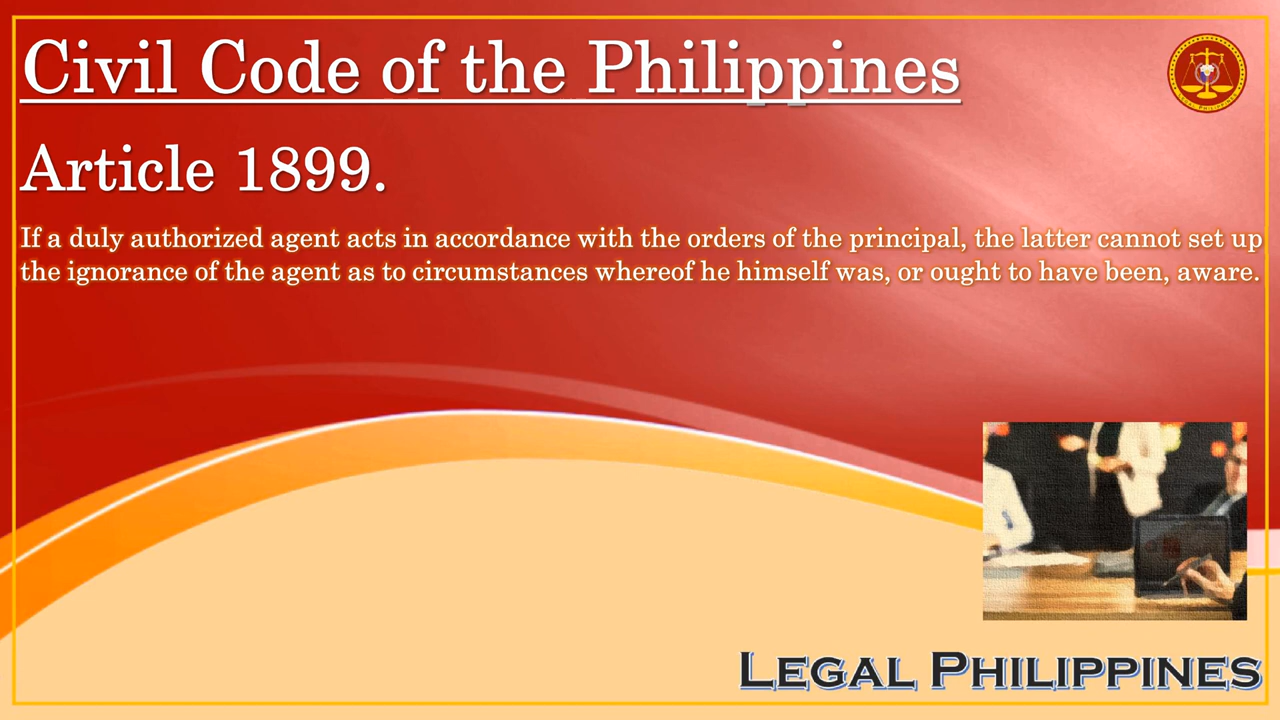 Civil Code of the Philippines
Article 1899.
If a duly authorized agent acts in accordance with the orders of the principal, the latter cannot set up
the ignorance of the agent as to circumstances whereof he himself was, or ought to have been, aware.
LEGAL PHILIPPINES
LEGAL PHILIPPINES